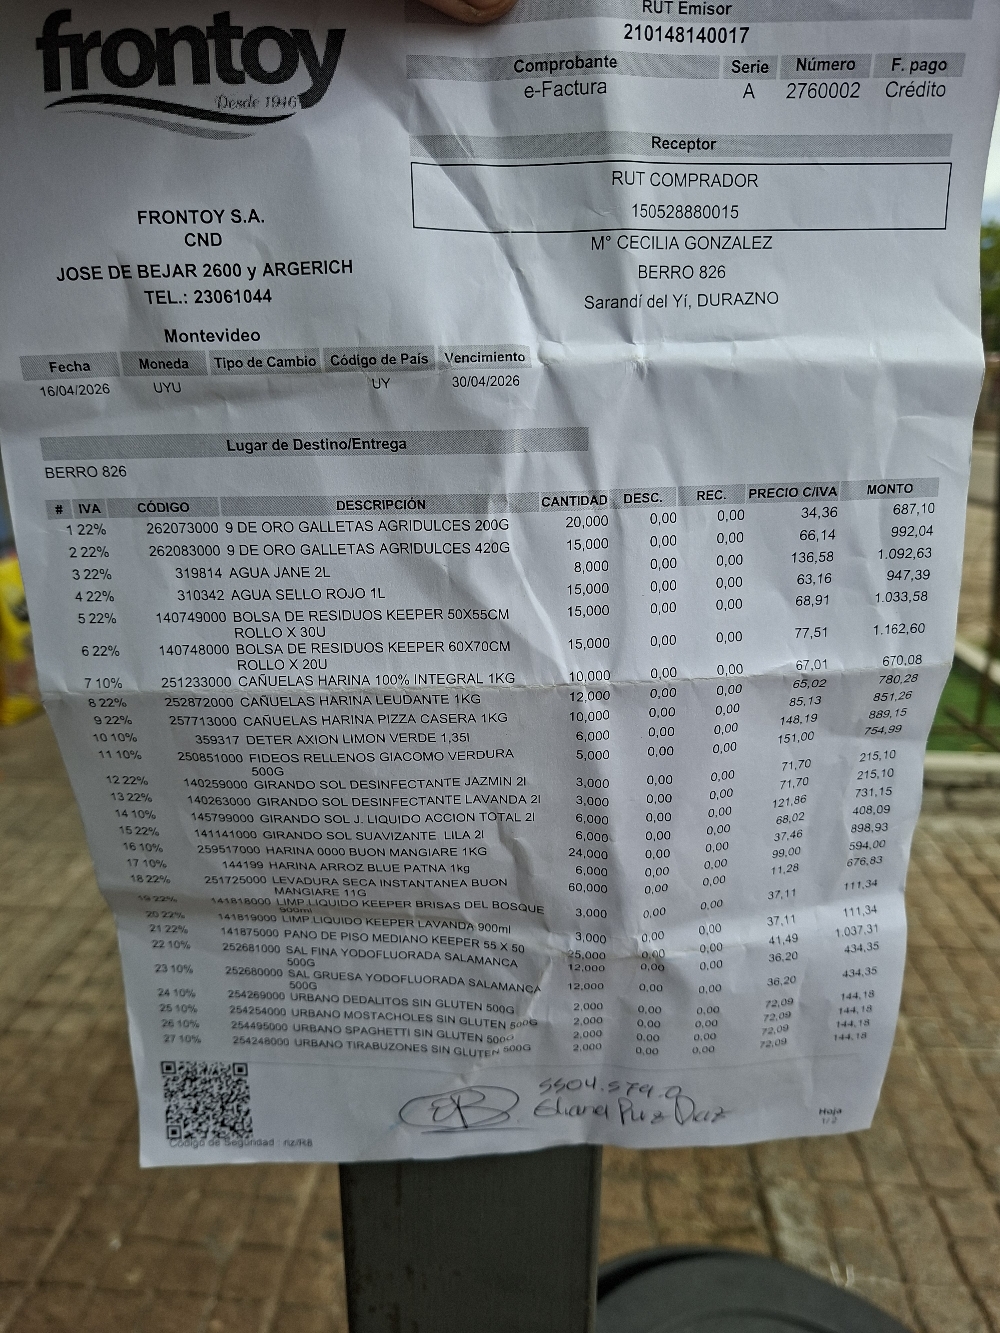 frontoy
Desde 1946
RUT Emisor
210148140017
Comprobante Serie Número F. pago
e-Factura A 2760002 Crédito
Receptor
RUT COMPRADOR
150528880015
Mº CECILIA GONZALEZ
BERRO 826
Sarandí del Yí, DURAZNO
FRONTOY S.A.
CND
JOSE DE BEJAR 2600 y ARGERICH
TEL.: 23061044
Montevideo
Fecha Moneda Tipo de Cambio Código de País Vencimiento
16/04/2026 UYU UY 30/04/2026
Lugar de Destino/Entrega
BERRO 826
# IVA CÓDIGO DESCRIPCIÓN CANTIDAD DESC. REC. PRECIO C/IVA MONTO
1 22% 262073000 9 DE ORO GALLETAS AGRIDULCES 200G 20,000 0,00 0,00 34,36 687,10
2 22% 262083000 9 DE ORO GALLETAS AGRIDULCES 420G 15,000 0,00 0,00 66,14 992,04
3 22% 319814 AGUA JANE 2L 8,000 0,00 0,00 136,58 1.092,63
4 22% 310342 AGUA SELLO ROJO 1L 15,000 0,00 0,00 63,16 947,39
5 22% 140749000 BOLSA DE RESIDUOS KEEPER 50X55CM 15,000 0,00 0,00 68,91 1.033,58
ROLLO X 30U
6 22% 140748000 BOLSA DE RESIDUOS KEEPER 60X70CM 15,000 0,00 0,00 77,51 1.162,60
ROLLO X 20U
7 10% 251233000 CAÑUELAS HARINA 100% INTEGRAL 1KG 10,000 0,00 0,00 67,01 670,08
8 22% 252872000 CAÑUELAS HARINA LEUDANTE 1KG 12,000 0,00 0,00 65,02 780,28
9 22% 257713000 CAÑUELAS HARINA PIZZA CASERA 1KG 10,000 0,00 0,00 85,13 851,26
10 10% 359317 DETER AXION LIMON VERDE 1,35l 6,000 0,00 0,00 148,19 889,15
11 10% 250851000 FIDEOS RELLENOS GIACOMO VERDURA 5,000 0,00 0,00 151,00 754,99
500G
12 22% 140259000 GIRANDO SOL DESINFECTANTE JAZMIN 2l 3,000 0,00 0,00 71,70 215,10
13 22% 140263000 GIRANDO SOL DESINFECTANTE LAVANDA 2l 3,000 0,00 0,00 71,70 215,10
14 10% 145799000 GIRANDO SOL J. LIQUIDO ACCION TOTAL 2l 6,000 0,00 0,00 121,86 731,15
15 22% 141141000 GIRANDO SOL SUAVIZANTE LILA 2l 6,000 0,00 0,00 68,02 408,09
16 10% 259517000 HARINA 0000 BUON MANGIARE 1KG 24,000 0,00 0,00 37,46 898,93
17 10% 144199 HARINA ARROZ BLUE PATNA 1kg 6,000 0,00 0,00 99,00 594,00
18 22% 251725000 LEVADURA SECA INSTANTANEA BUON 60,000 0,00 0,00 11,28 676,83
MANGIARE 11G
19 22% 141818000 LIMP.LIQUIDO KEEPER BRISAS DEL BOSQUE 3,000 0,00 0,00 37,11 111,34
900ml
20 22% 141819000 LIMP.LIQUIDO KEEPER LAVANDA 900ml 3,000 0,00 0,00 37,11 111,34
21 22% 141875000 PANO DE PISO MEDIANO KEEPER 55 X 50 25,000 0,00 0,00 41,49 1.037,31
22 10% 252681000 SAL FINA YODOFLUORADA SALAMANCA 12,000 0,00 0,00 36,20 434,35
500G
23 10% 252680000 SAL GRUESA YODOFLUORADA SALAMANCA 12,000 0,00 0,00 36,20 434,35
500G
24 10% 254269000 URBANO DEDALITOS SIN GLUTEN 500G 2,000 0,00 0,00 72,09 144,18
25 10% 254254000 URBANO MOSTACHOLES SIN GLUTEN 500G 2,000 0,00 0,00 72,09 144,18
26 10% 254495000 URBANO SPAGHETTI SIN GLUTEN 500G 2,000 0,00 0,00 72,09 144,18
27 10% 254248000 URBANO TIRABUZONES SIN GLUTEN 500G 2,000 0,00 0,00 72,09 144,18
Código de Seguridad : nz/R8
Hoja
1/2